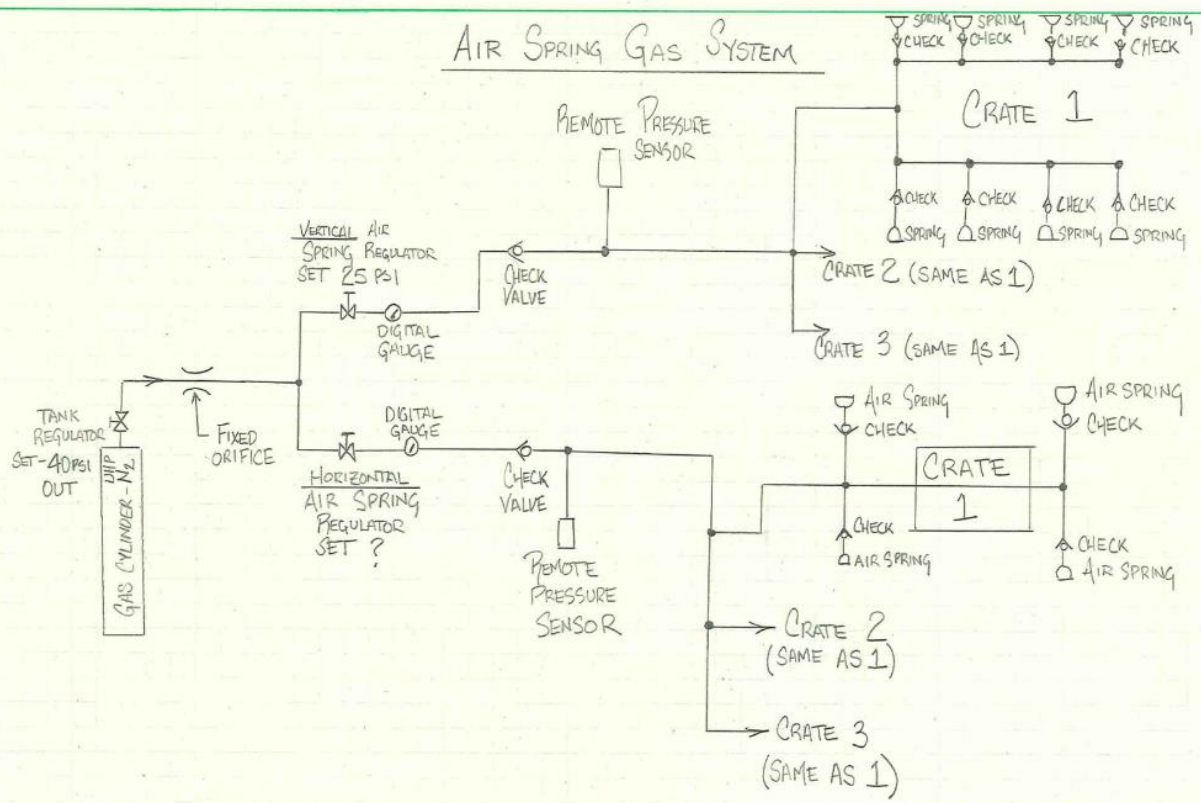 AIR SPRING GAS SYSTEM
SPRING SPRING SPRING SPRING
CHECK CHECK CHECK CHECK
CRATE 1
CHECK CHECK CHECK CHECK
SPRING SPRING SPRING SPRING
REMOTE PRESSURE
SENSOR
VERTICAL AIR
SPRING REGULATOR
SET 25 PSI
DIGITAL
GAUGE
CHECK
VALVE
CRATE 2 (SAME AS 1)
CRATE 3 (SAME AS 1)
TANK
REGULATOR
SET-40PSI
OUT
GAS CYLINDER-N2
FIXED
ORIFICE
DIGITAL
GAUGE
HORIZONTAL
AIR SPRING
REGULATOR
SET ?
CHECK
VALVE
REMOTE
PRESSURE
SENSOR
AIR SPRING
CHECK
AIR SPRING
CHECK
CRATE
1
CHECK
AIR SPRING
CHECK
AIR SPRING
CRATE 2
(SAME AS 1)
CRATE 3
(SAME AS 1)